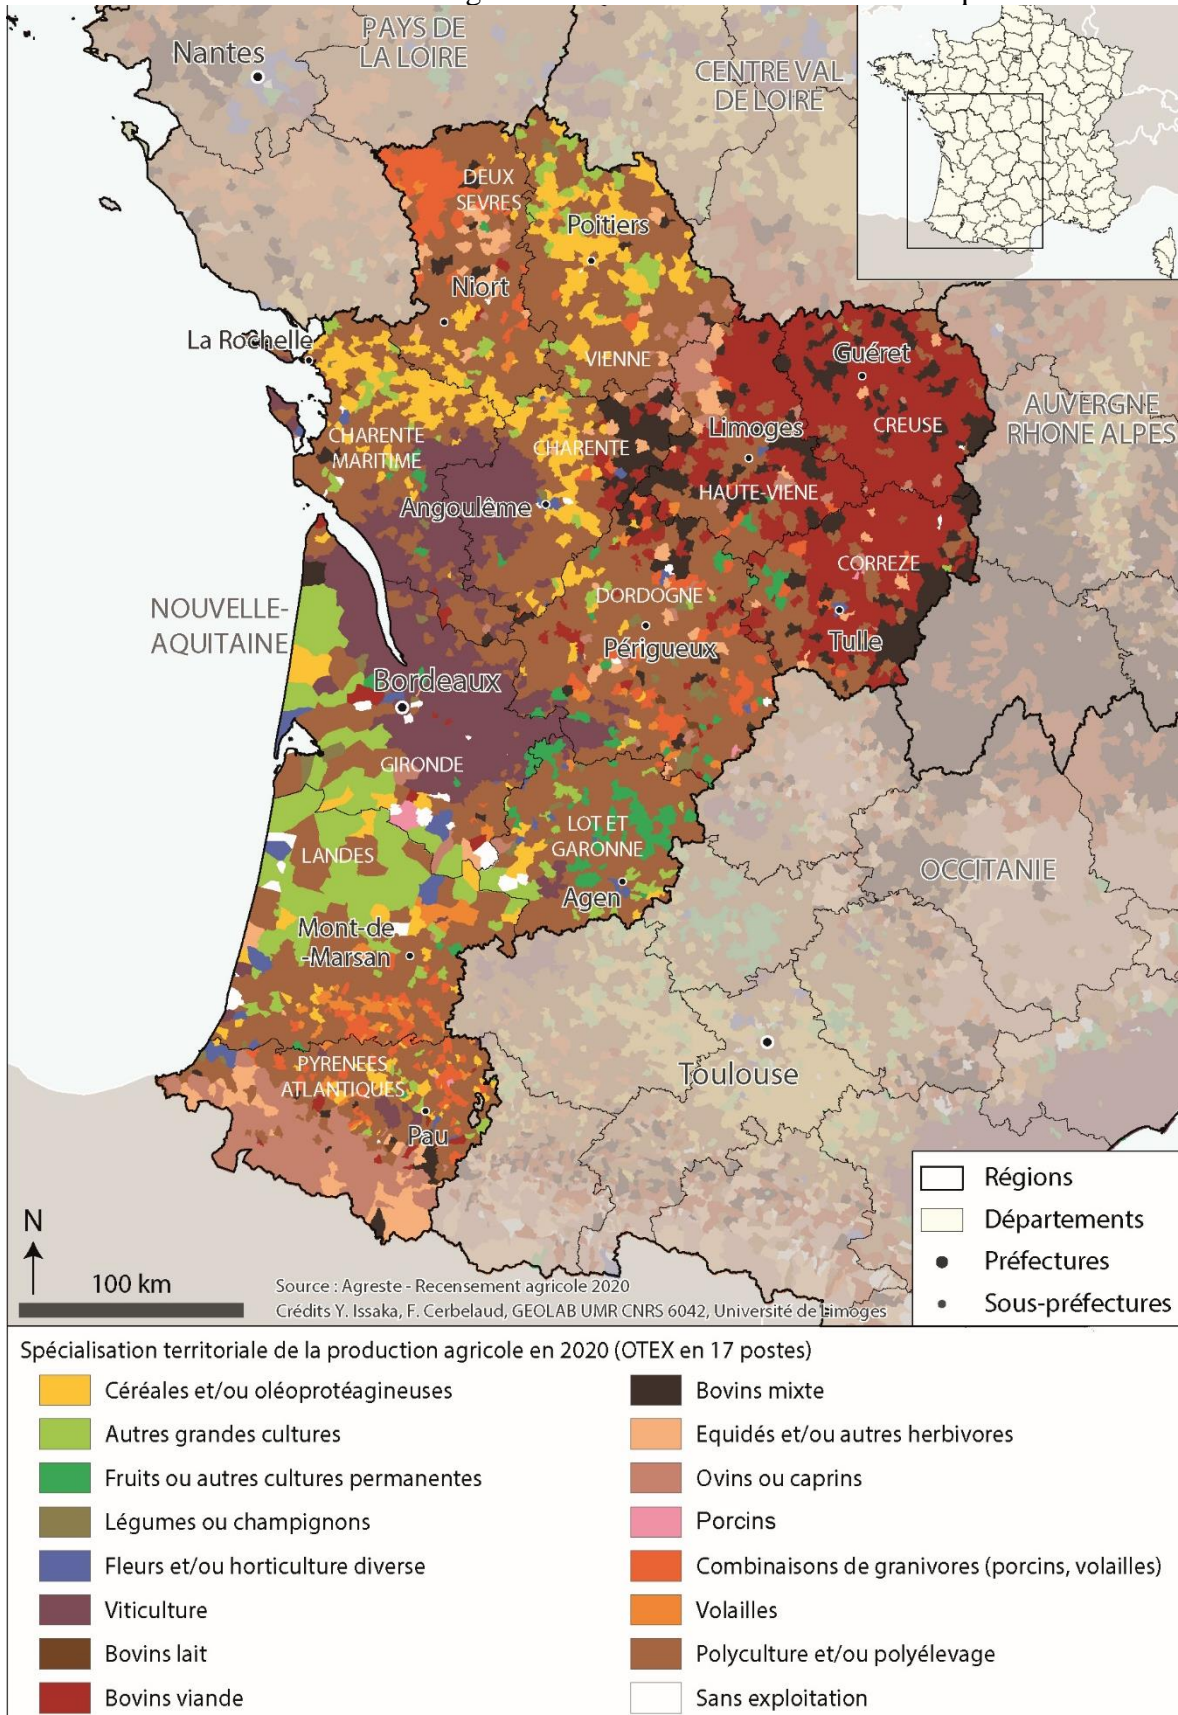 Nantes
PAYS DE
LA LOIRE
CENTRE VAL
DE LOIRE
DEUX
SEVRES
Poitiers
Niort
La Rochelle
VIENNE
Guéret
CREUSE
AUVERGNE
RHONE ALPES
CHARENTE
MARITIME
CHARENTE
Limoges
HAUTE-VIENE
Angoulême
CORREZE
NOUVELLE-
AQUITAINE
DORDOGNE
Périgueux
Tulle
Bordeaux
GIRONDE
LOT ET
GARONNE
LANDES
Agen
OCCITANIE
Mont-de
-Marsan
PYRENEES
ATLANTIQUES
Toulouse
Pau
N
100 km
Source : Agreste - Recensement agricole 2020
Crédits Y. Issaka, F. Cerbelaud, GEOLAB UMR CNRS 6042, Université de Limoges
Régions
Départements
Préfectures
Sous-préfectures
Spécialisation territoriale de la production agricole en 2020 (OTEX en 17 postes)
Céréales et/ou oléoprotéagineuses
Autres grandes cultures
Fruits ou autres cultures permanentes
Légumes ou champignons
Fleurs et/ou horticulture diverse
Viticulture
Bovins lait
Bovins viande
Bovins mixte
Equidés et/ou autres herbivores
Ovins ou caprins
Porcins
Combinaisons de granivores (porcins, volailles)
Volailles
Polyculture et/ou polyélevage
Sans exploitation